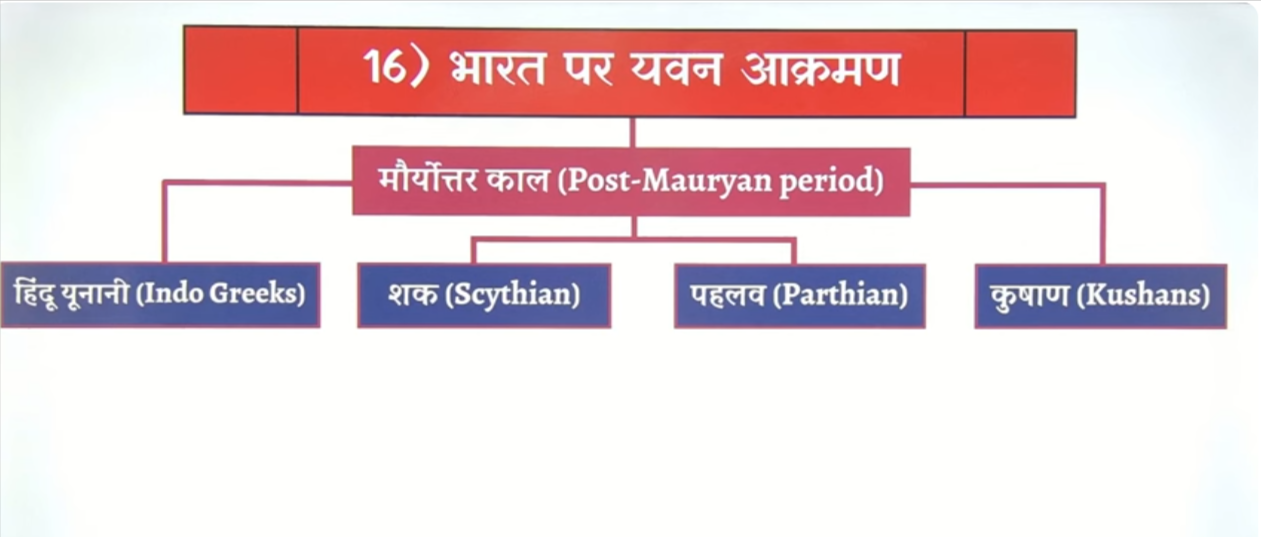 16) भारत पर यवन आक्रमण
मौर्योत्तर काल (Post-Mauryan period)
हिंदू यूनानी (Indo Greeks)
शक (Scythian)
पहलव (Parthian)
कुषाण (Kushans)